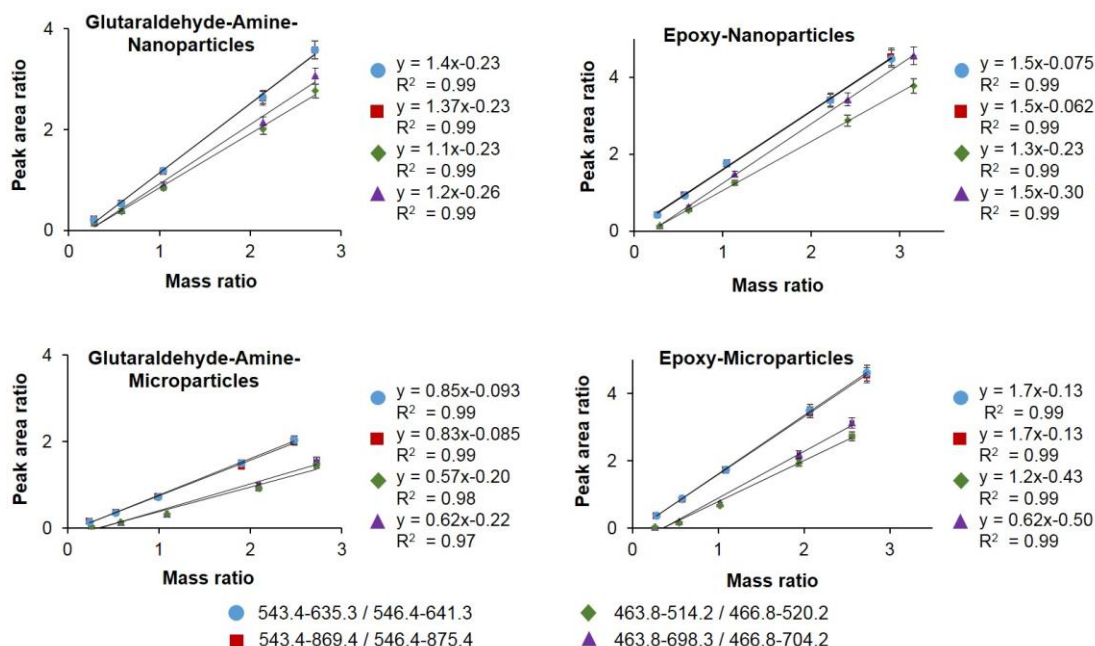 Glutaraldehyde-Amine-
Nanoparticles
4
2
0
0
1
2
3
Peak area ratio
Mass ratio
y = 1.4x-0.23
R² = 0.99
y = 1.37x-0.23
R² = 0.99
y = 1.1x-0.23
R² = 0.99
y = 1.2x-0.26
R² = 0.99
Epoxy-Nanoparticles
4
2
0
0
1
2
3
Peak area ratio
Mass ratio
y = 1.5x-0.075
R² = 0.99
y = 1.5x-0.062
R² = 0.99
y = 1.3x-0.23
R² = 0.99
y = 1.5x-0.30
R² = 0.99
Glutaraldehyde-Amine-
Microparticles
4
2
0
0
1
2
3
Peak area ratio
Mass ratio
y = 0.85x-0.093
R² = 0.99
y = 0.83x-0.085
R² = 0.99
y = 0.57x-0.20
R² = 0.98
y = 0.62x-0.22
R² = 0.97
Epoxy-Microparticles
4
2
0
0
1
2
3
Peak area ratio
Mass ratio
y = 1.7x-0.13
R² = 0.99
y = 1.7x-0.13
R² = 0.99
y = 1.2x-0.43
R² = 0.99
y = 0.62x-0.50
R² = 0.99
543.4-635.3 / 546.4-641.3
463.8-514.2 / 466.8-520.2
543.4-869.4 / 546.4-875.4
463.8-698.3 / 466.8-704.2